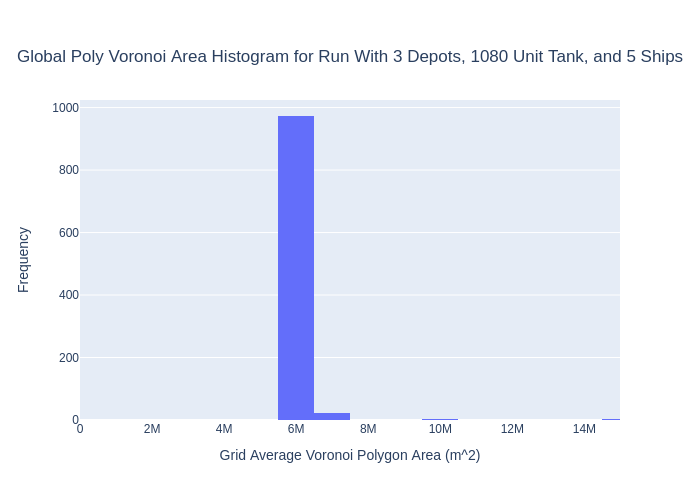 Global Poly Voronoi Area Histogram for Run With 3 Depots, 1080 Unit Tank, and 5 Ships
1000
800
600
400
200
0
Frequency
0 2M 4M 6M 8M 10M 12M 14M
Grid Average Voronoi Polygon Area (m^2)